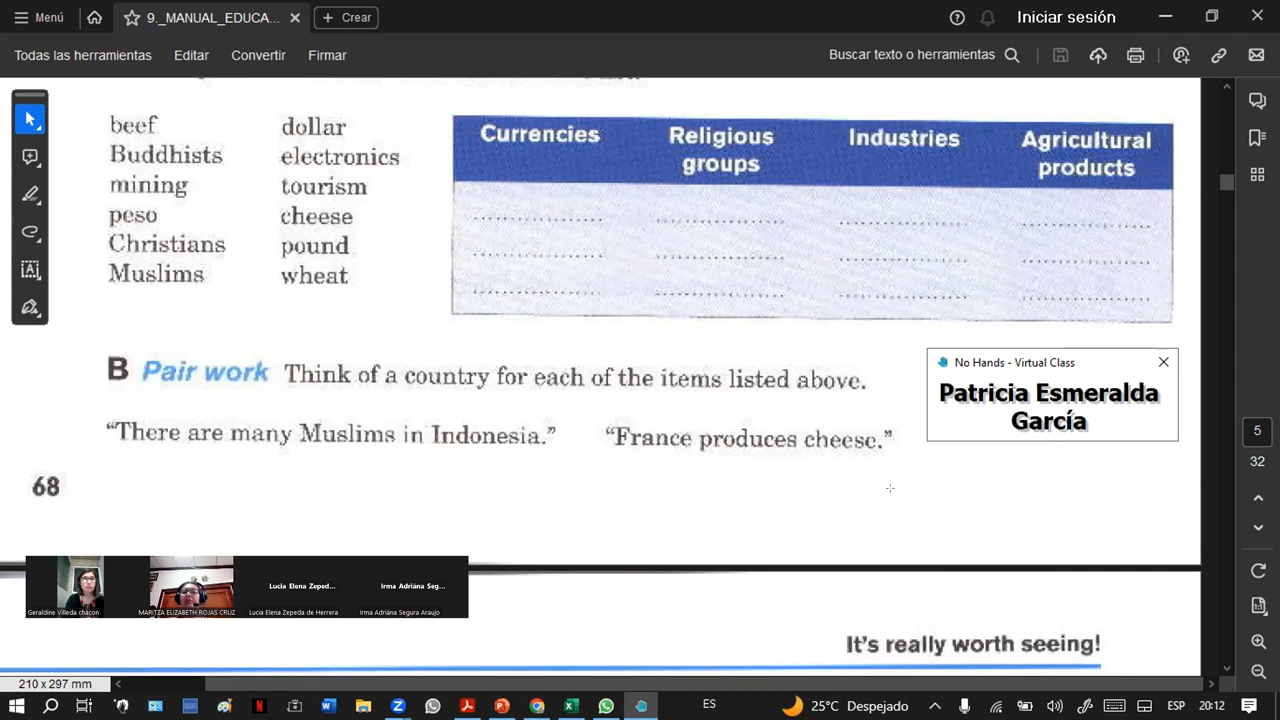 Menú
9._MANUAL_EDUCA...
Crear
Iniciar sesión
Todas las herramientas
Editar
Convertir
Firmar
Buscar texto o herramientas
beef
Buddhists
mining
peso
Christians
Muslims
dollar
electronics
tourism
cheese
pound
wheat
Currencies
Religious groups
Industries
Agricultural products
B Pair work Think of a country for each of the items listed above.
"There are many Muslims in Indonesia." "France produces cheese."
68
No Hands - Virtual Class
Patricia Esmeralda
García
5
32
Geraldine Villeda chacon
MARITZA ELIZABETH ROJAS CRUZ
Lucia Elena Zeped...
Lucia Elena Zepeda de Herrera
Irma Adriána Seg...
Irma Adriána Segura Araujo
It's really worth seeing!
210 x 297 mm
ES
25°C Despejado
ESP
20:12